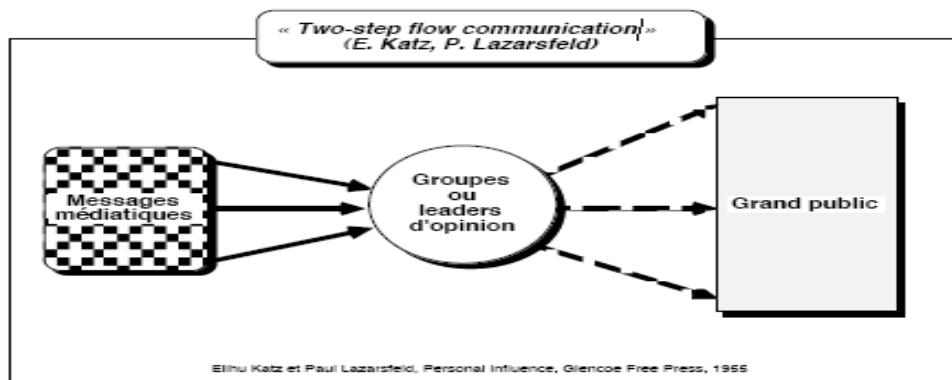 « Two-step flow communication »
(E. Katz, P. Lazarsfeld)
Messages
médiatiques
Groupes
ou
leaders
d'opinion
Grand public
Elihu Katz et Paul Lazarsfeld, Personal Influence, Glencoe Free Press, 1955